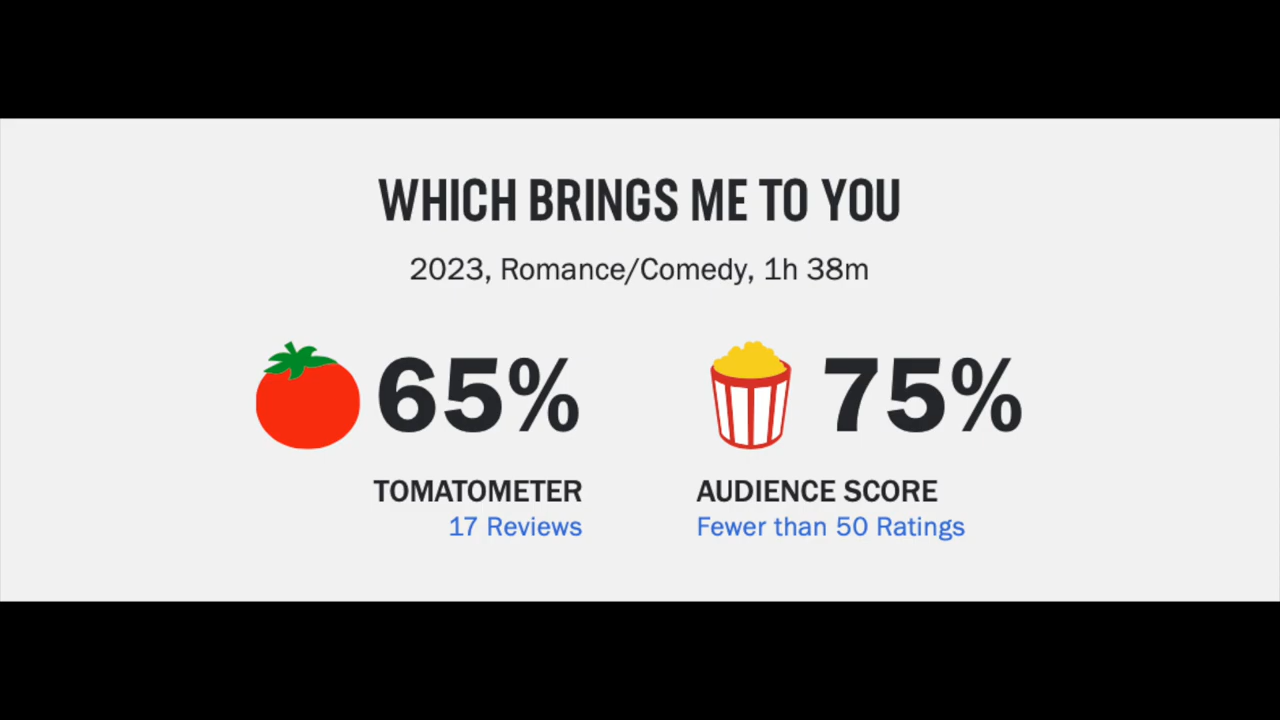 WHICH BRINGS ME TO YOU
2023, Romance/Comedy, 1h 38m
65%
TOMATOMETER
17 Reviews
75%
AUDIENCE SCORE
Fewer than 50 Ratings